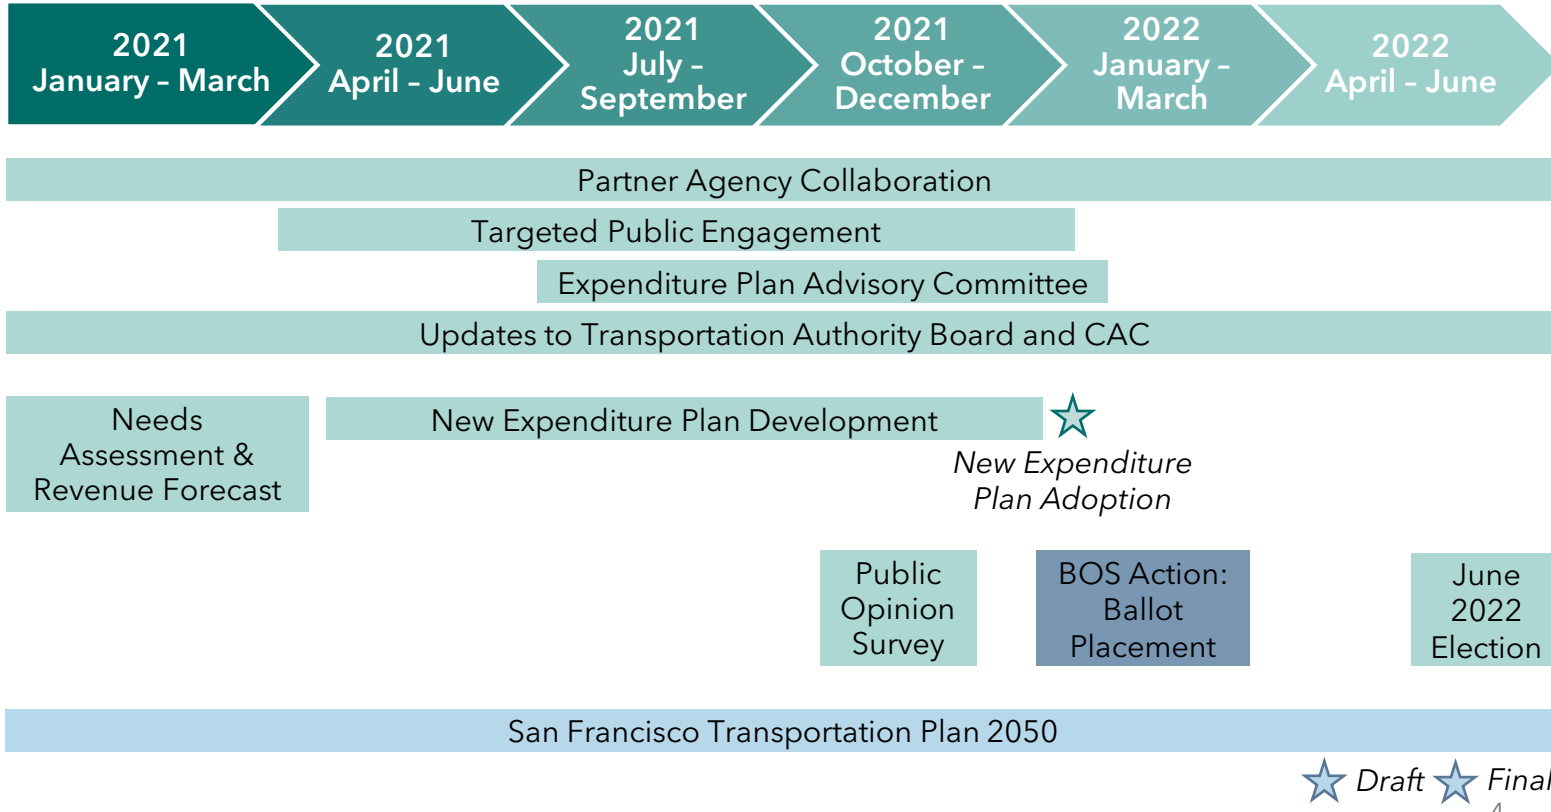 2021
January – March
2021
April – June
2021
July –
September
2021
October –
December
2022
January –
March
2022
April – June
Partner Agency Collaboration
Targeted Public Engagement
Expenditure Plan Advisory Committee
Updates to Transportation Authority Board and CAC
Needs
Assessment &
Revenue Forecast
New Expenditure Plan Development
New Expenditure
Plan Adoption
Public
Opinion
Survey
BOS Action:
Ballot
Placement
June
2022
Election
San Francisco Transportation Plan 2050
Draft
Final